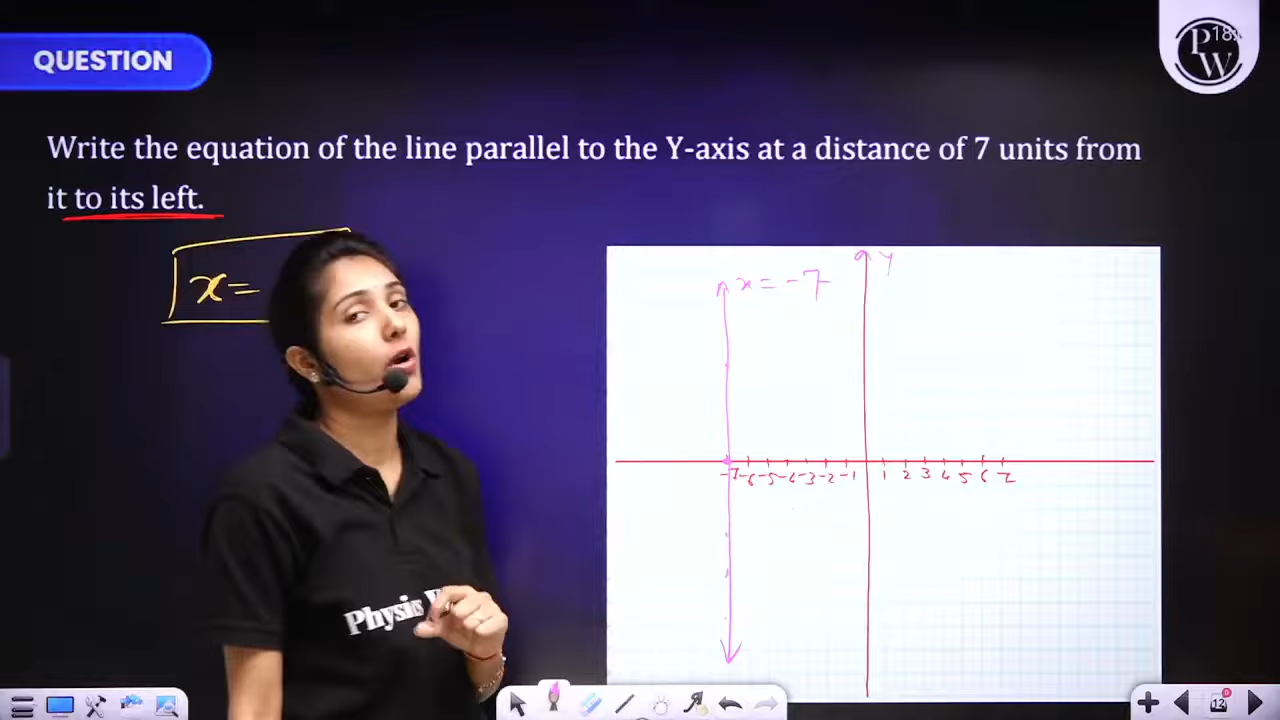 QUESTION
PW
Write the equation of the line parallel to the Y-axis at a distance of 7 units from
it to its left.
x=
x = -7
Y
-7 -6 -5 -4 -3 -2 -1 1 2 3 4 5 6 7
Physics W
12